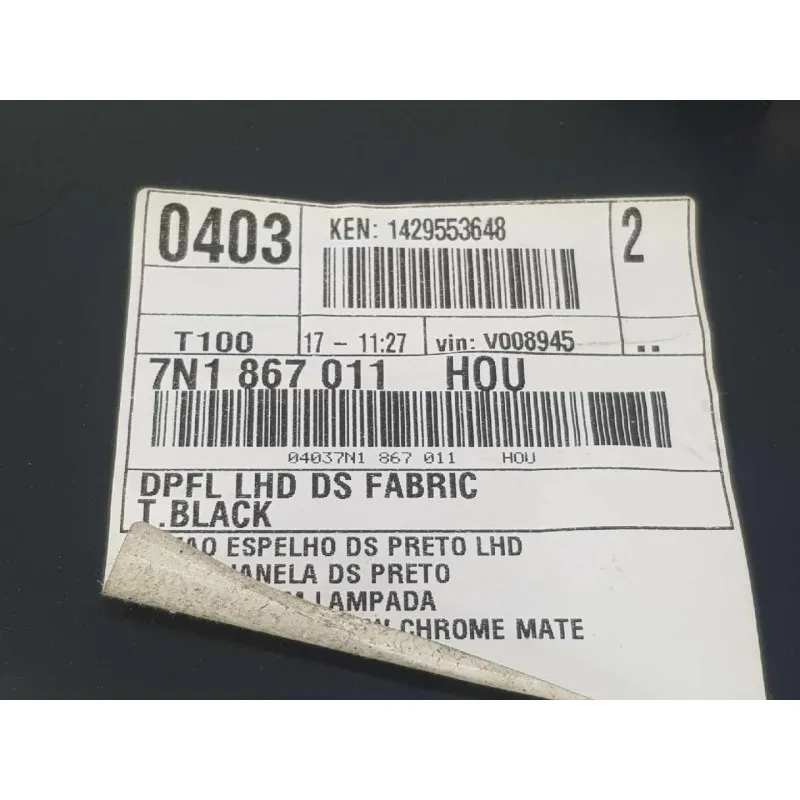 0403 KEN: 1429553648 2
T100 17 – 11:27 vin: V008945 ..
7N1 867 011 HOU
04037N1 867 011 HOU
DPFL LHD DS FABRIC
T.BLACK
ESPELHO DS PRETO LHD
JANELA DS PRETO
LAMPADA
CHROME MATE